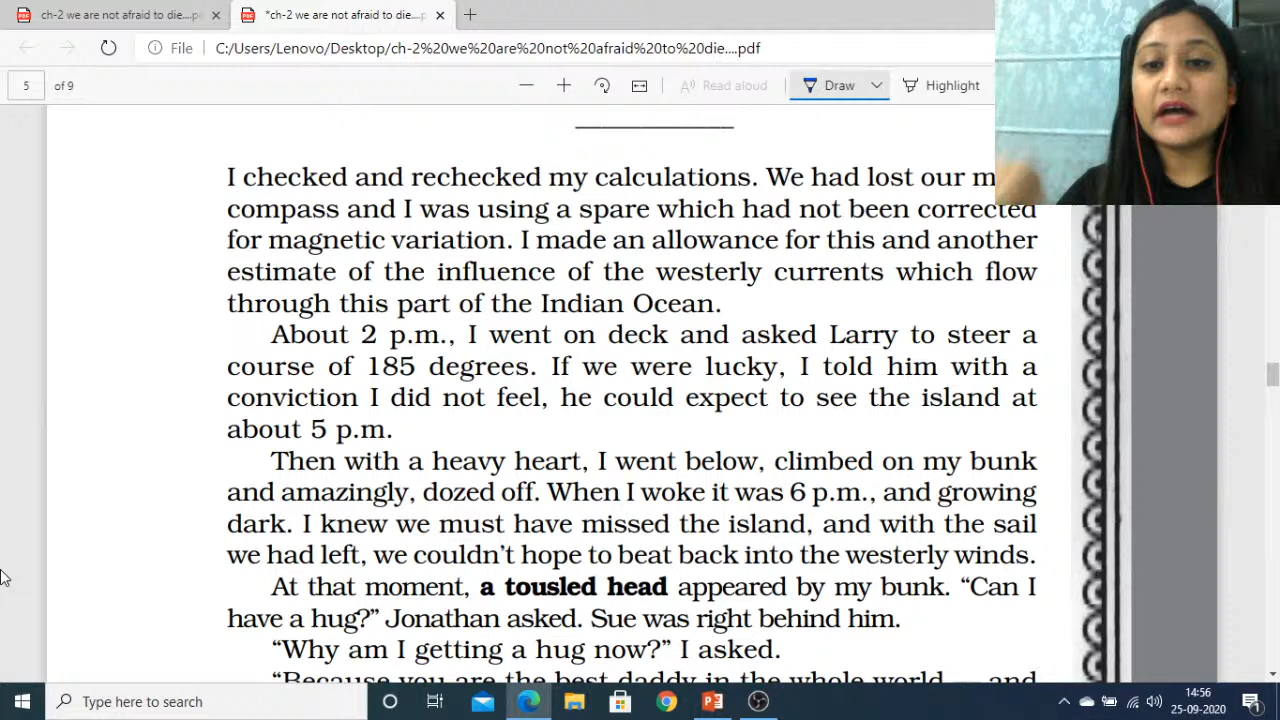 ch-2 we are not afraid to die....p
*ch-2 we are not afraid to die....p
File
C:/Users/Lenovo/Desktop/ch-2%20we%20are%20not%20afraid%20to%20die....pdf
5 of 9
Read aloud
Draw
Highlight
I checked and rechecked my calculations. We had lost our
compass and I was using a spare which had not been corrected
for magnetic variation. I made an allowance for this and another
estimate of the influence of the westerly currents which flow
through this part of the Indian Ocean.
About 2 p.m., I went on deck and asked Larry to steer a
course of 185 degrees. If we were lucky, I told him with a
conviction I did not feel, he could expect to see the island at
about 5 p.m.
Then with a heavy heart, I went below, climbed on my bunk
and amazingly, dozed off. When I woke it was 6 p.m., and growing
dark. I knew we must have missed the island, and with the sail
we had left, we couldn't hope to beat back into the westerly winds.
At that moment, a tousled head appeared by my bunk. “Can I
have a hug?” Jonathan asked. Sue was right behind him.
“Why am I getting a hug now?” I asked.
“Because you are the best daddy in the whole world — and
Type here to search
14:56
25-09-2020